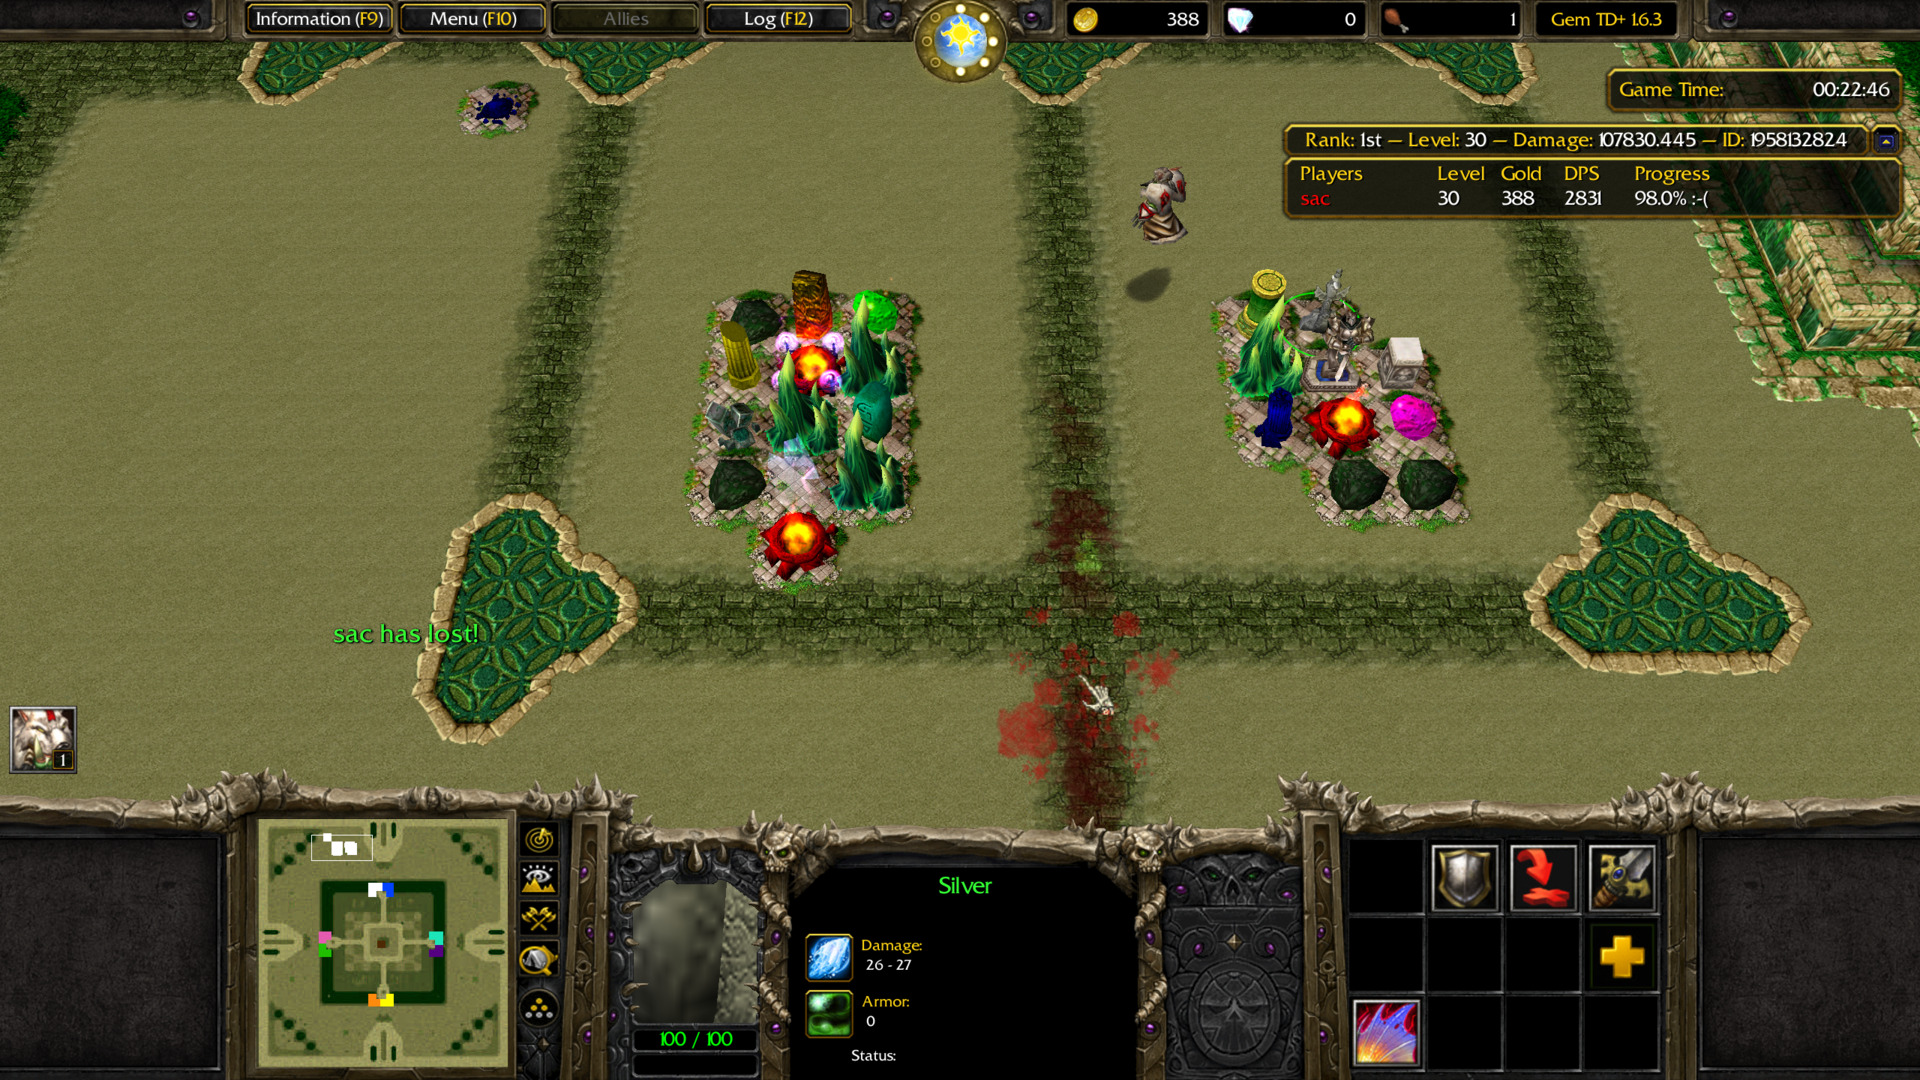 Information (F9)
Menu (F10)
Allies
Log (F12)
388
0
1
Gem TD+ 1.6.3
Game Time: 00:22:46
Rank: 1st — Level: 30 — Damage: 107830.445 — ID: 1958132824
Players Level Gold DPS Progress
sac 30 388 2831 98.0% :-(
sac has lost!
1
Silver
Damage:
26 - 27
Armor:
0
100 / 100
Status: